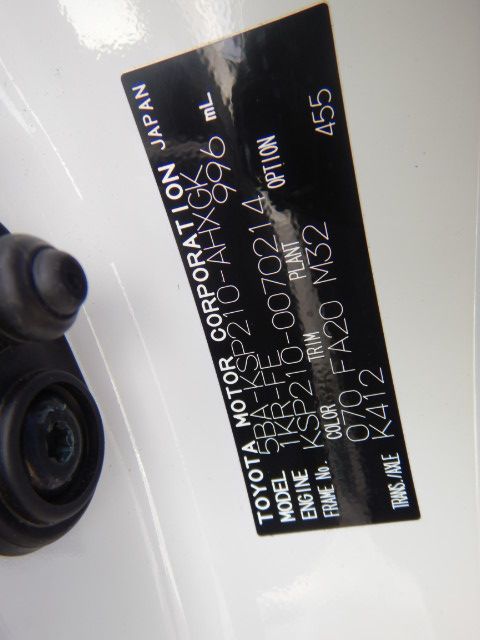 TOYOTA MOTOR CORPORATION JAPAN
MODEL 5BA-KSP210-AHXGK
ENGINE 1KR-FE 996 mL
FRAME No. KSP210-0070214
COLOR TRIM PLANT OPTION
070 FA20 M32 455
TRANS./AXLE K412